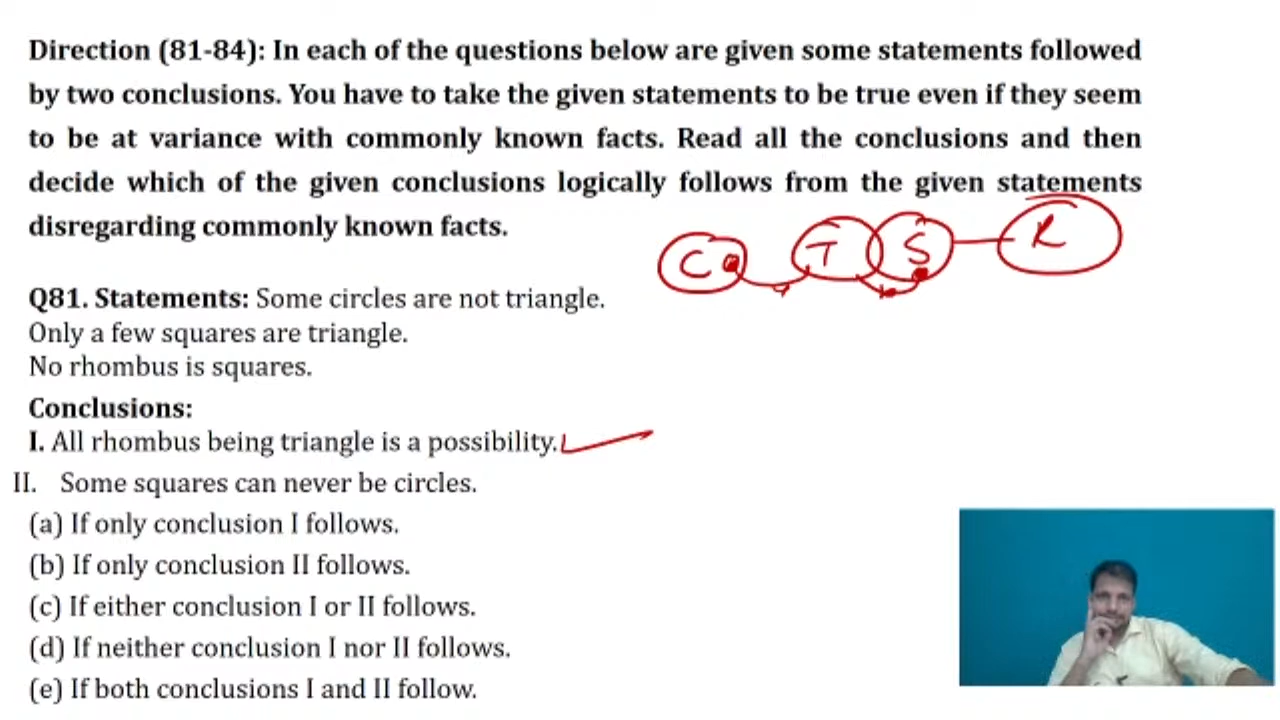 Direction (81-84): In each of the questions below are given some statements followed
by two conclusions. You have to take the given statements to be true even if they seem
to be at variance with commonly known facts. Read all the conclusions and then
decide which of the given conclusions logically follows from the given statements
disregarding commonly known facts.
C T S R
Q81. Statements: Some circles are not triangle.
Only a few squares are triangle.
No rhombus is squares.
Conclusions:
I. All rhombus being triangle is a possibility.
II. Some squares can never be circles.
(a) If only conclusion I follows.
(b) If only conclusion II follows.
(c) If either conclusion I or II follows.
(d) If neither conclusion I nor II follows.
(e) If both conclusions I and II follow.